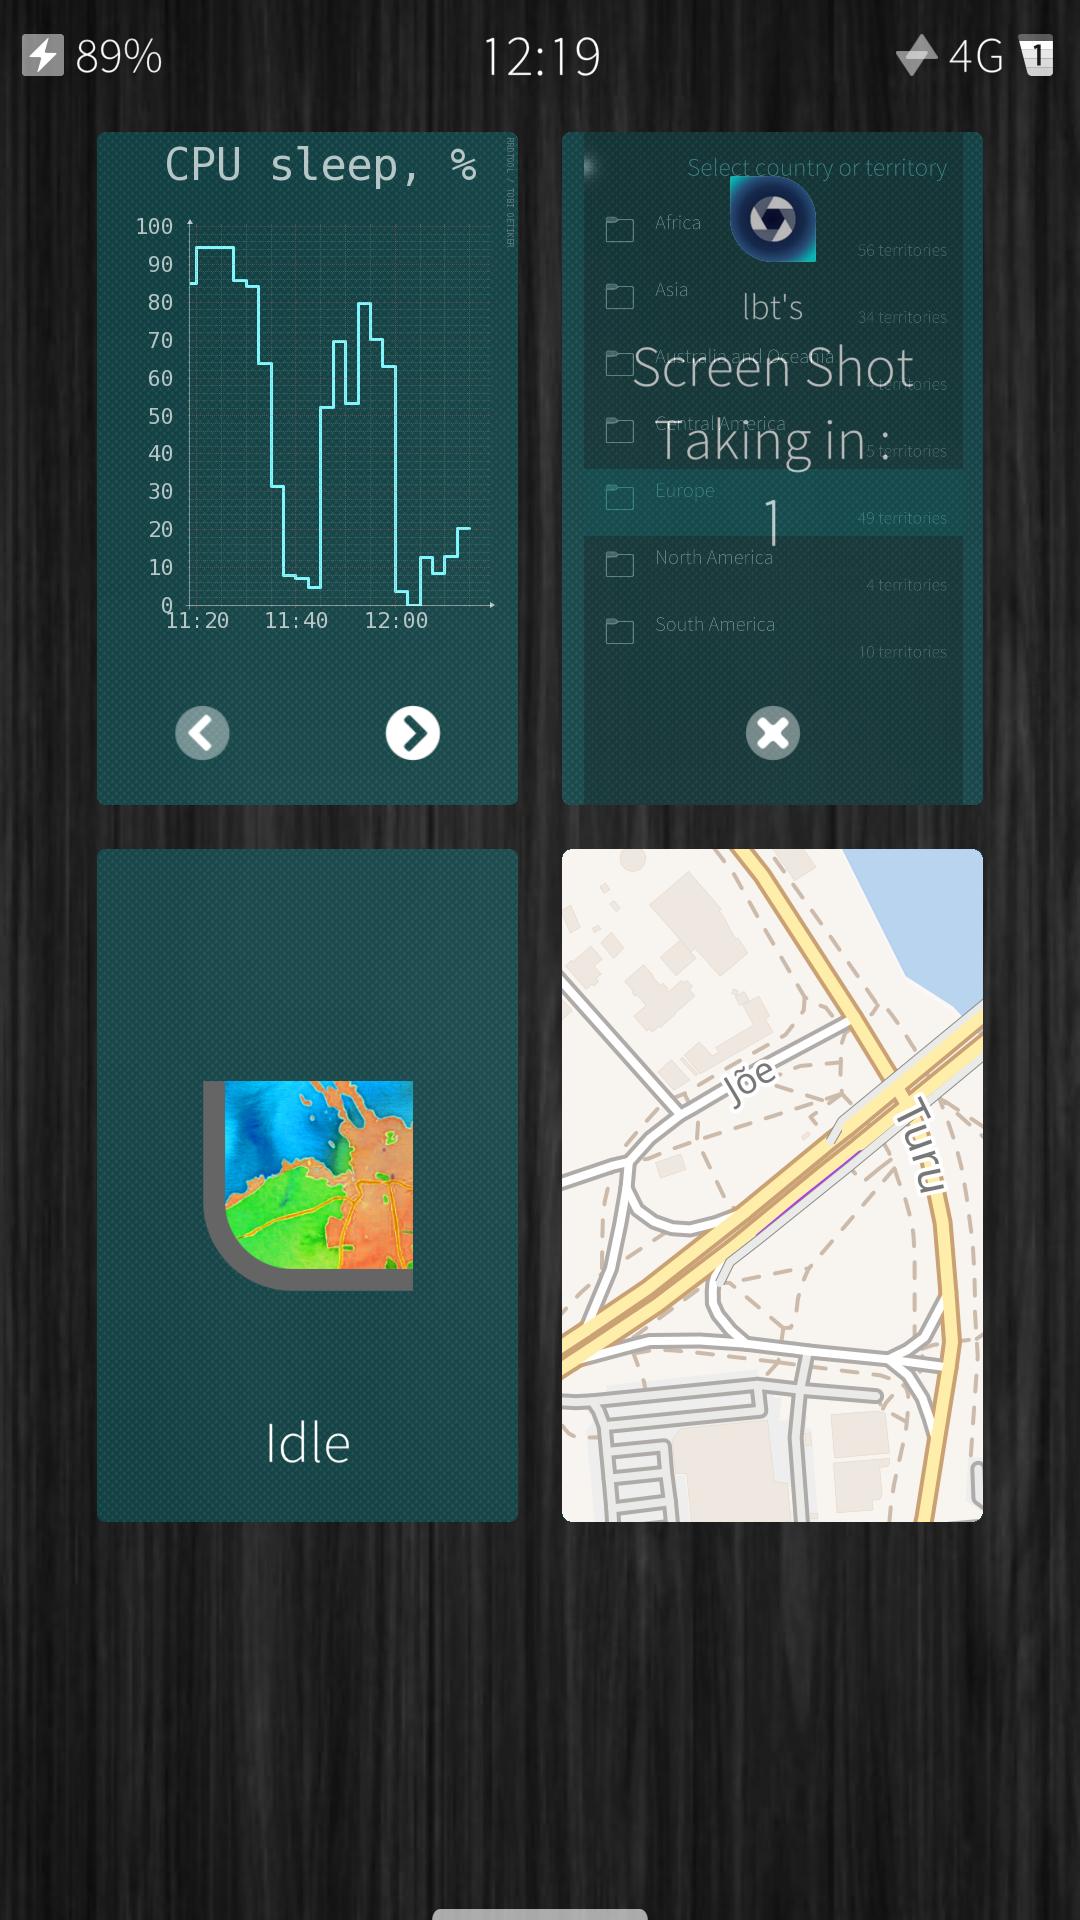 89%
12:19
4G
1
CPU sleep, %
RRDTOOL / TOBI OETIKER
100
90
80
70
60
50
40
30
20
10
0
11:20 11:40 12:00
Select country or territory
Africa
56 territories
Asia
34 territories
Australia and Oceania
territories
Central America
5 territories
Europe
49 territories
North America
4 territories
South America
10 territories
lbt's
Screen Shot
Taking in :
1
Idle
Jõe
Turu